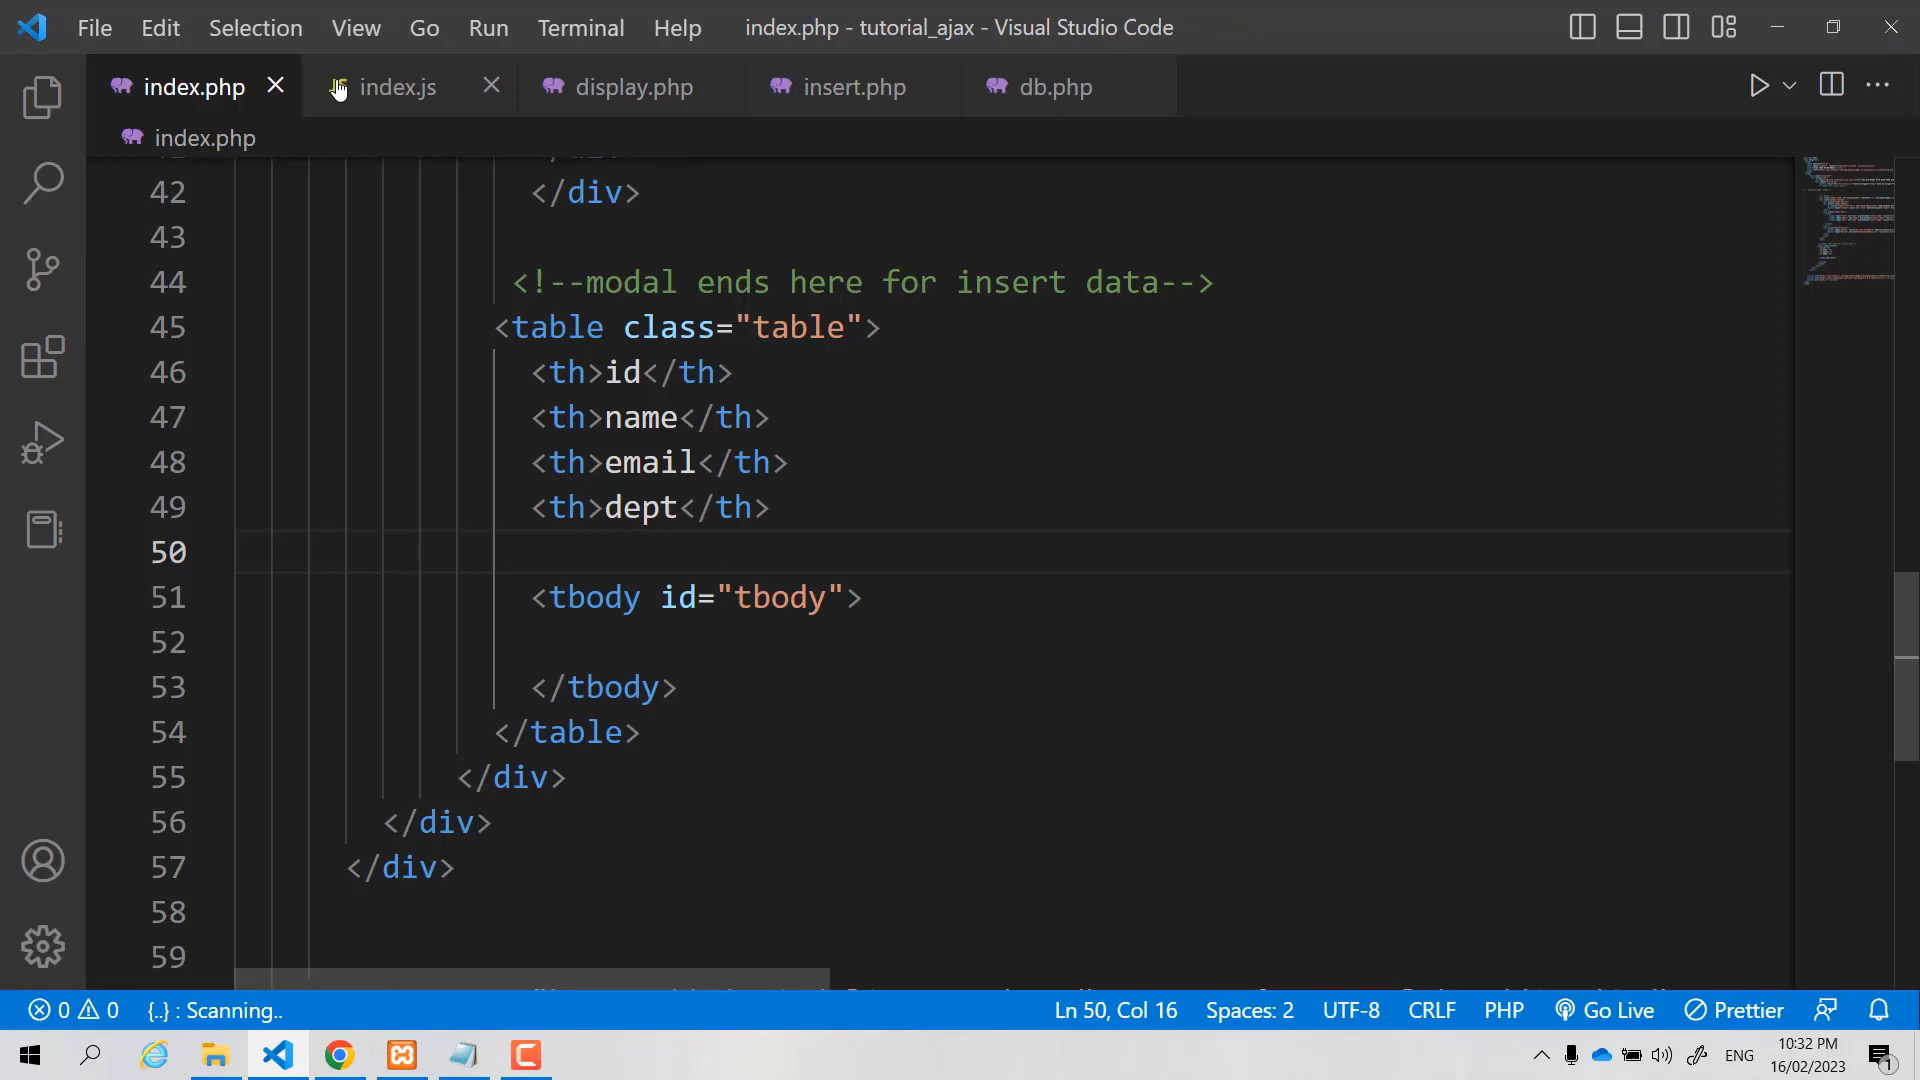 File Edit Selection View Go Run Terminal Help index.php - tutorial_ajax - Visual Studio Code
index.php index.js display.php insert.php db.php
index.php
42 </div>
43
44 <!--modal ends here for insert data-->
45 <table class="table">
46 <th>id</th>
47 <th>name</th>
48 <th>email</th>
49 <th>dept</th>
50
51 <tbody id="tbody">
52
53 </tbody>
54 </table>
55 </div>
56 </div>
57 </div>
58
59
0 0 {..} : Scanning.. Ln 50, Col 16 Spaces: 2 UTF-8 CRLF PHP Go Live Prettier
ENG 10:32 PM
16/02/2023 1